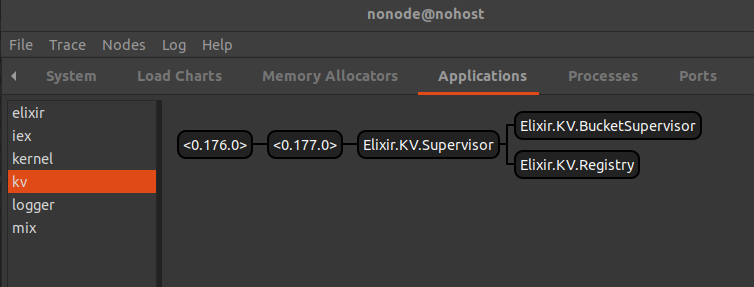 nonode@nohost
File Trace Nodes Log Help
System Load Charts Memory Allocators Applications Processes Ports
elixir
iex
kernel
kv
logger
mix
<0.176.0> <0.177.0> Elixir.KV.Supervisor
Elixir.KV.BucketSupervisor
Elixir.KV.Registry